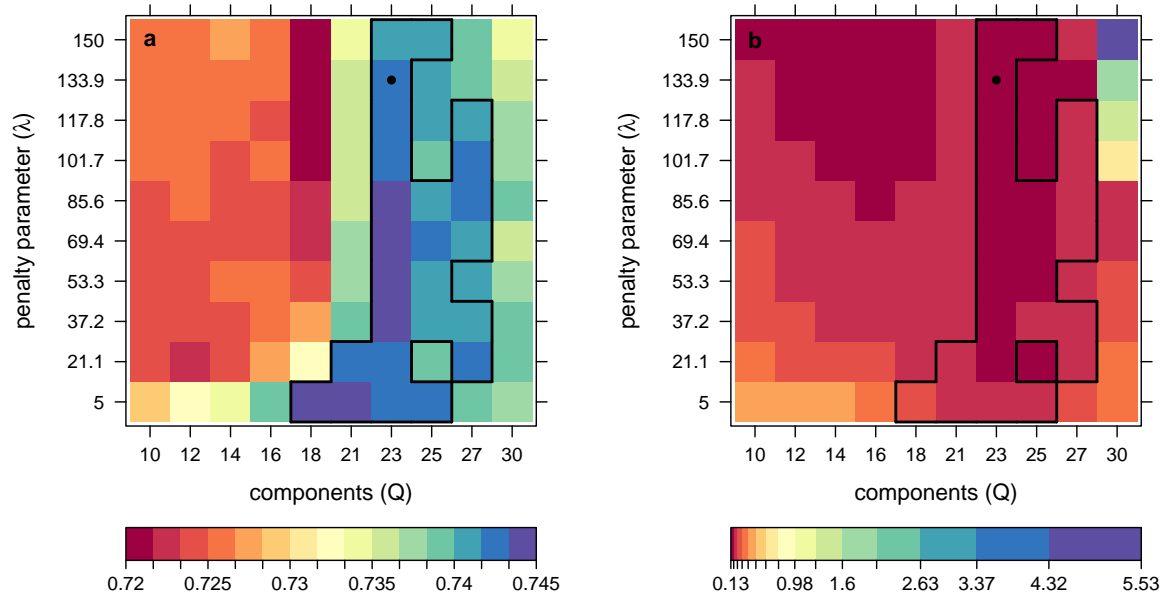 a
b
penalty parameter (λ)
150
133.9
117.8
101.7
85.6
69.4
53.3
37.2
21.1
5
10 12 14 16 18 21 23 25 27 30
components (Q)
0.72 0.725 0.73 0.735 0.74 0.745
penalty parameter (λ)
150
133.9
117.8
101.7
85.6
69.4
53.3
37.2
21.1
5
10 12 14 16 18 21 23 25 27 30
components (Q)
0.13 0.98 1.6 2.63 3.37 4.32 5.53